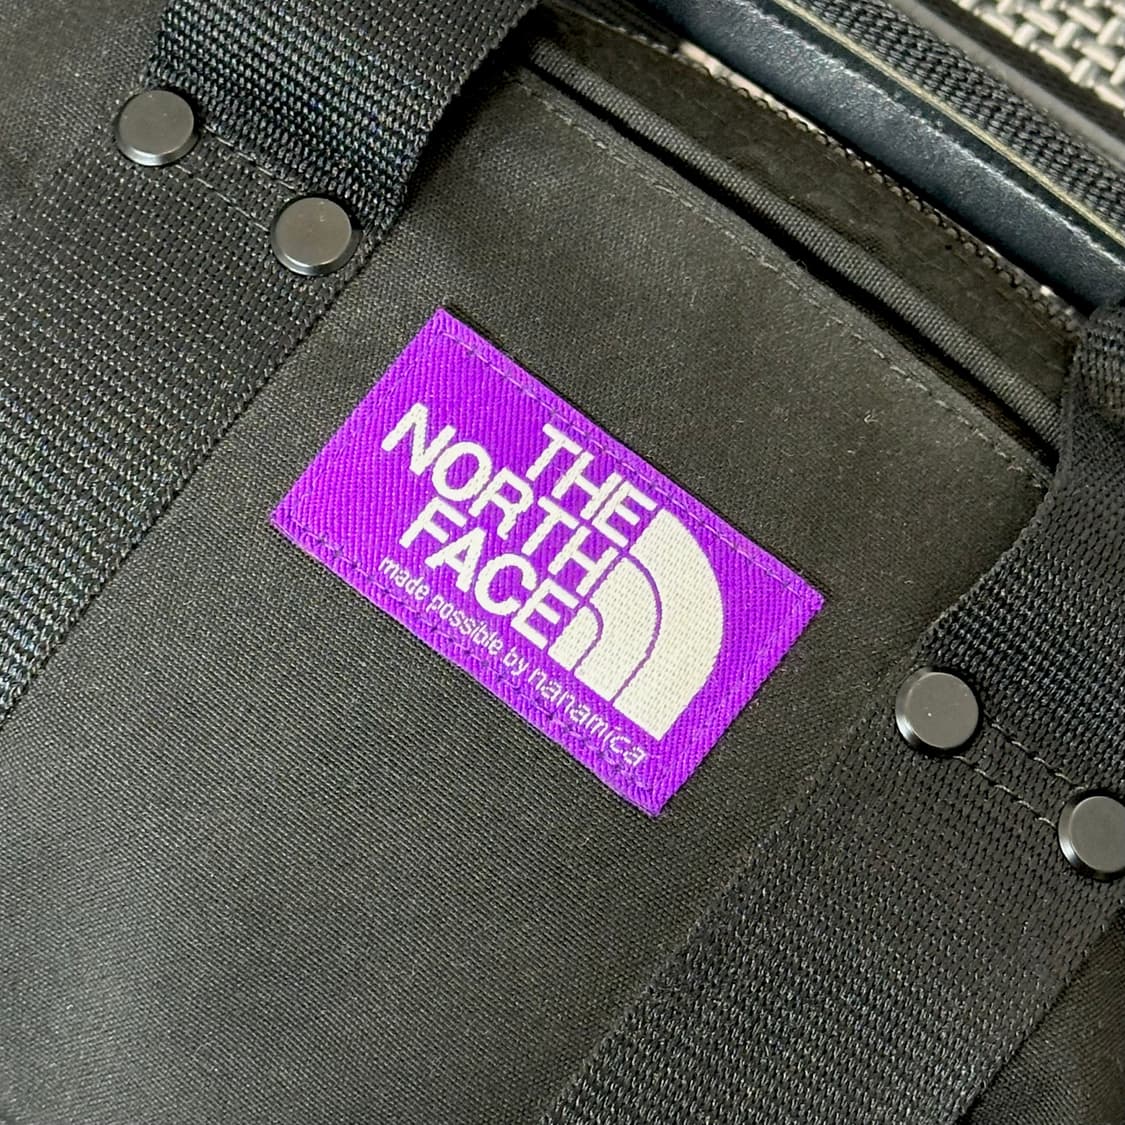 THE
NORTH
FACE
made possible by nanamica